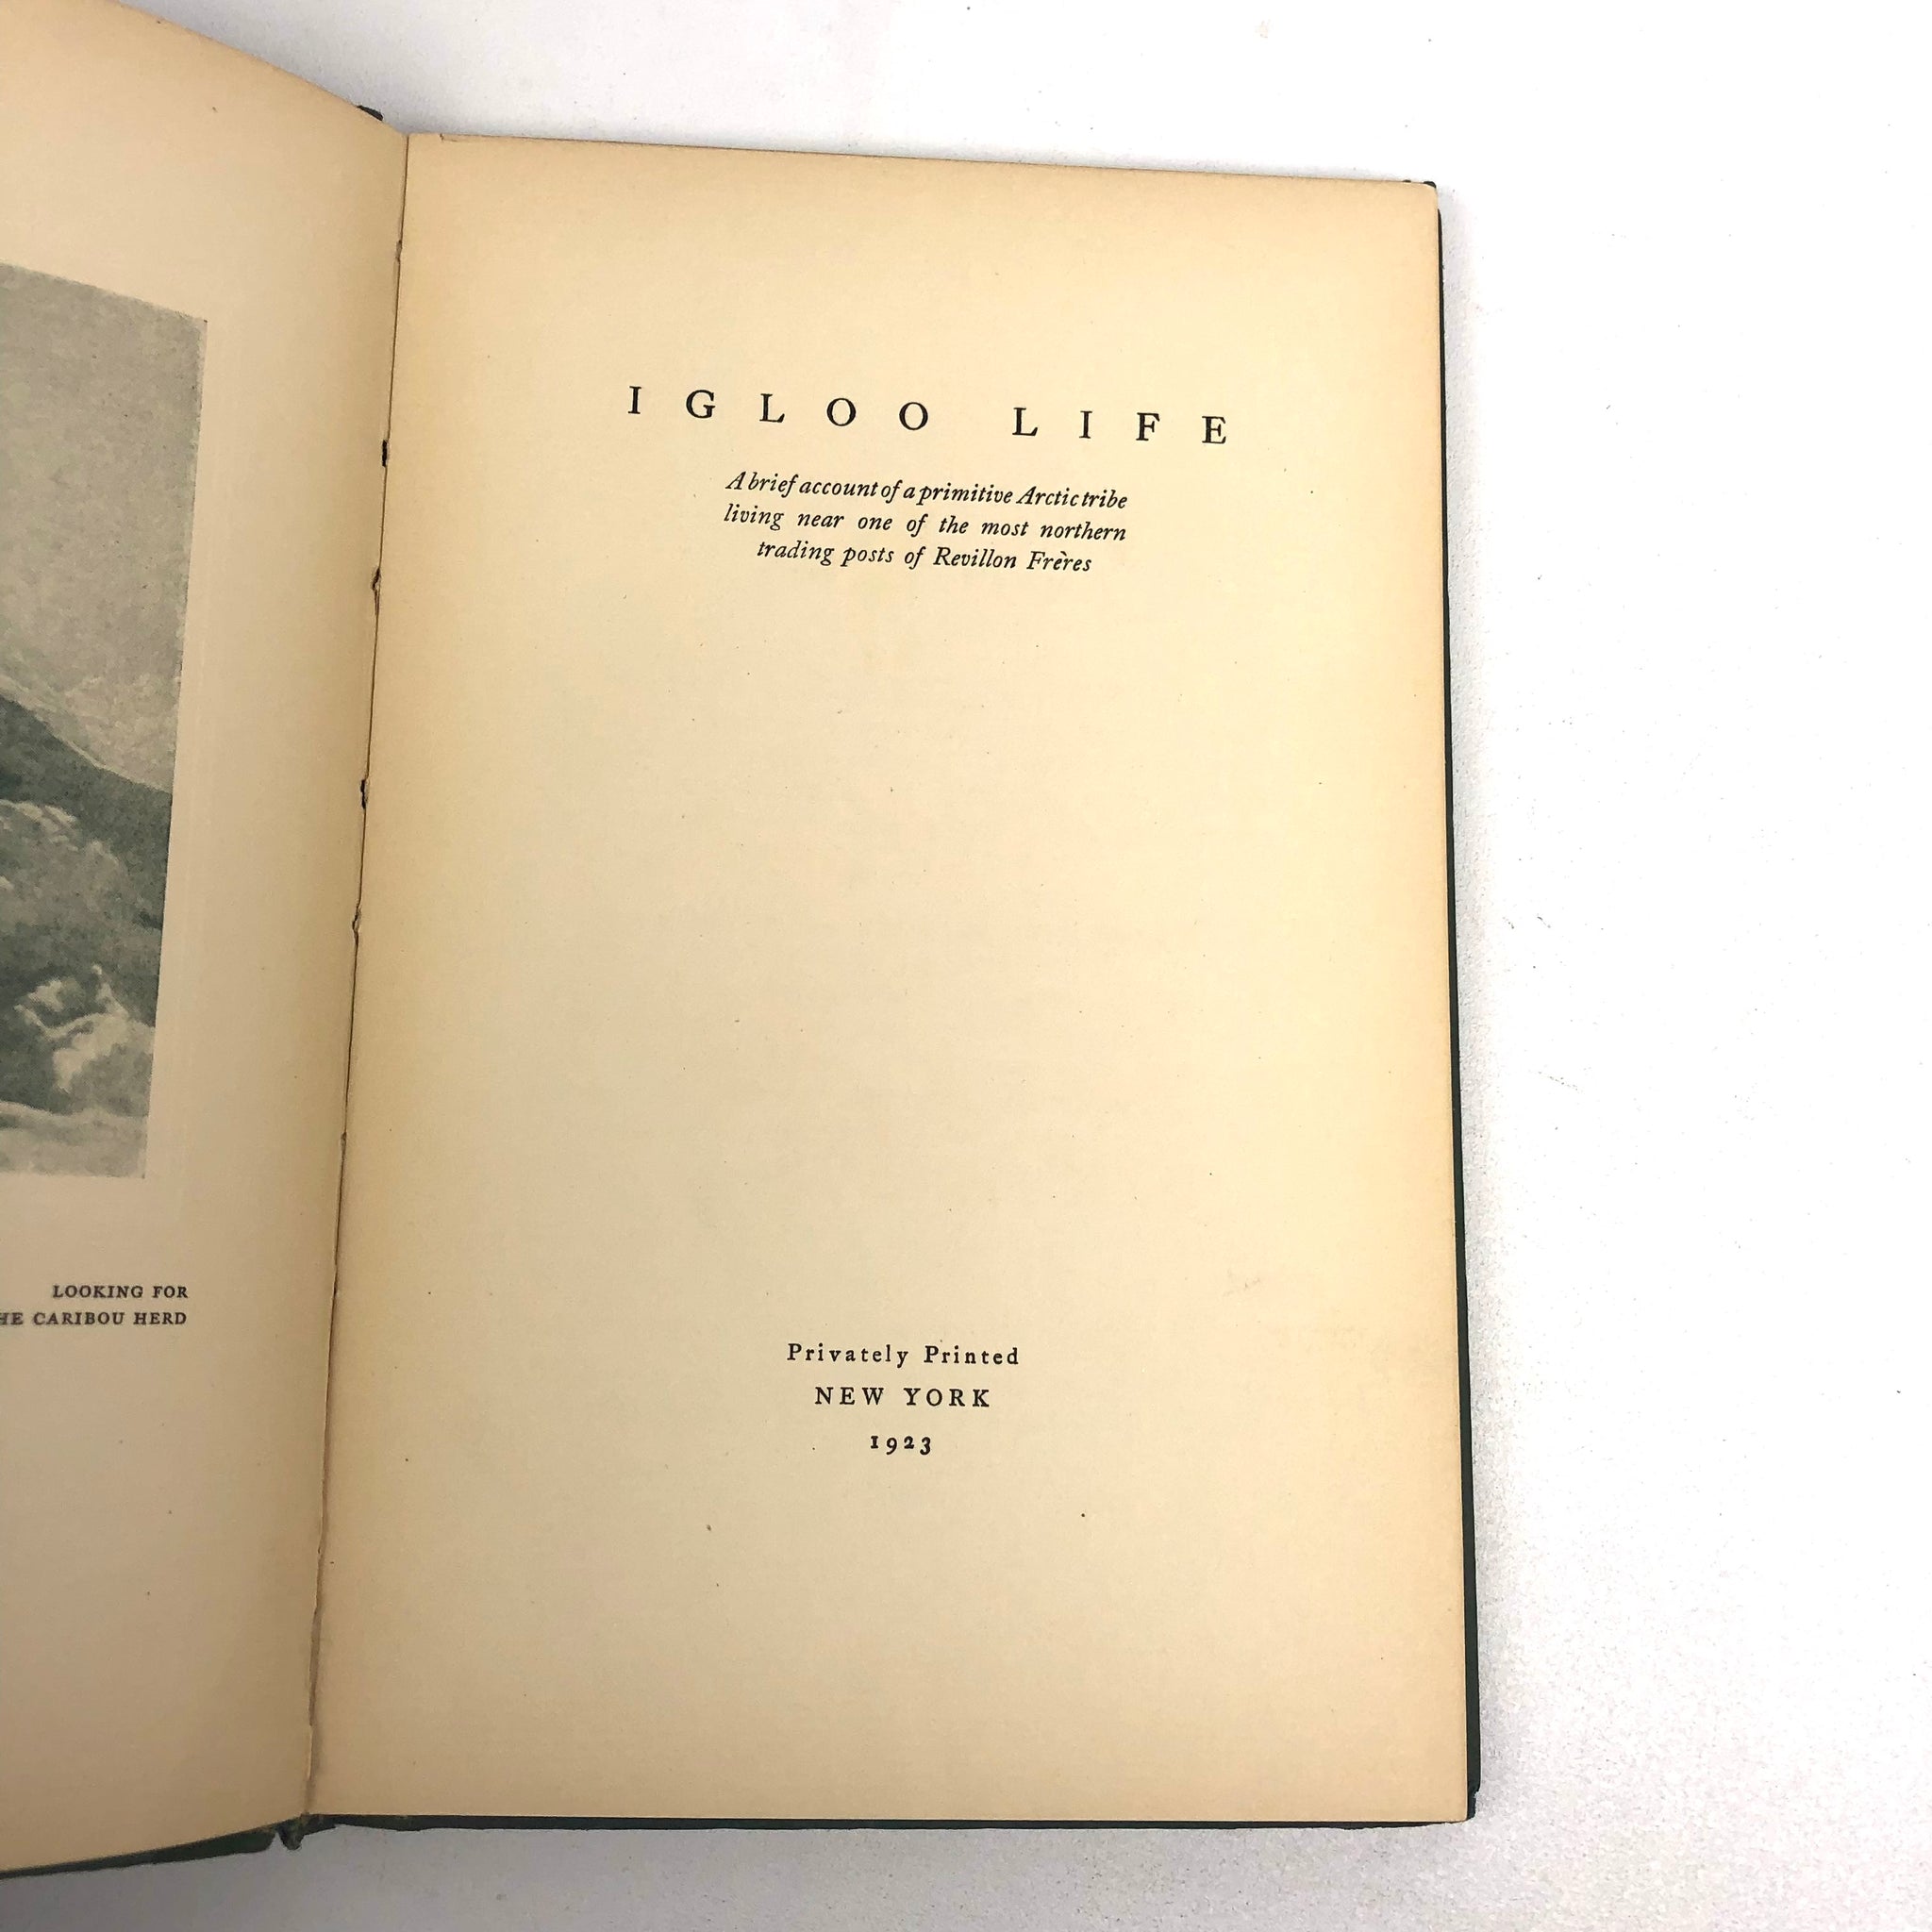 LOOKING FOR
HE CARIBOU HERD
IGLOO LIFE
A brief account of a primitive Arctic tribe
living near one of the most northern
trading posts of Revillon Frères
Privately Printed
NEW YORK
1923